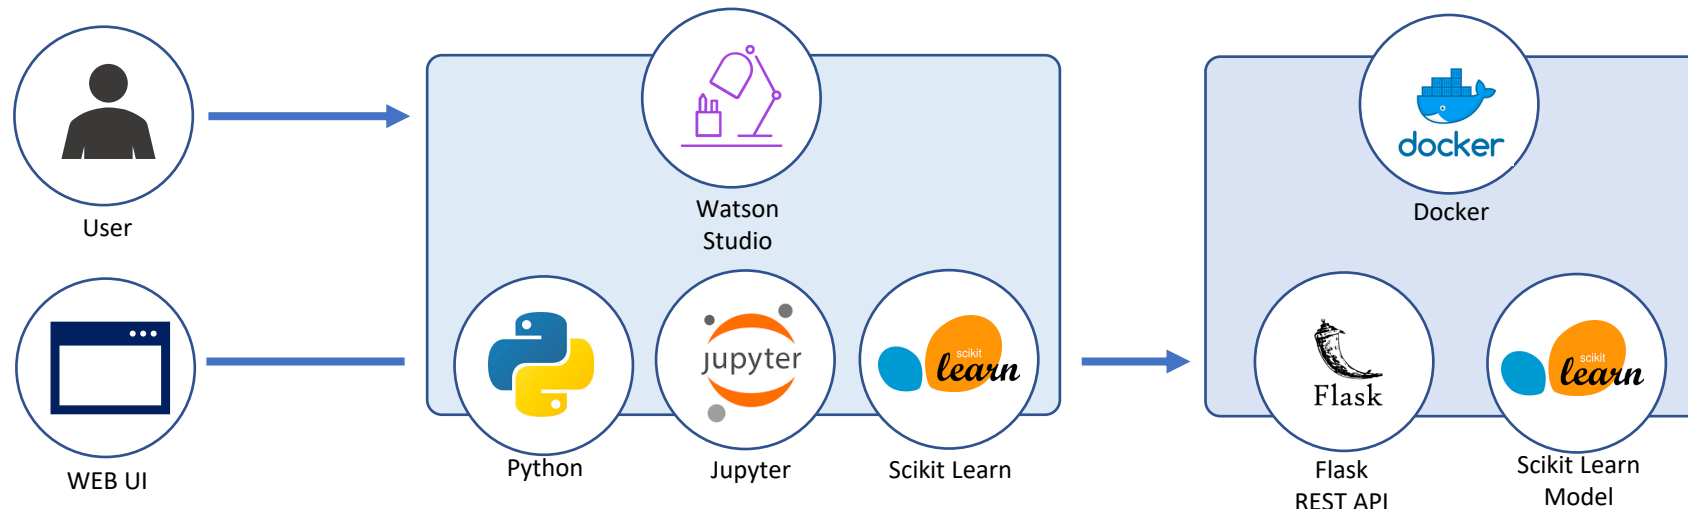 User
WEB UI
Watson
Studio
Python
jupyter
Jupyter
scikit
learn
Scikit Learn
docker
Docker
Flask
Flask
REST API
scikit
learn
Scikit Learn
Model